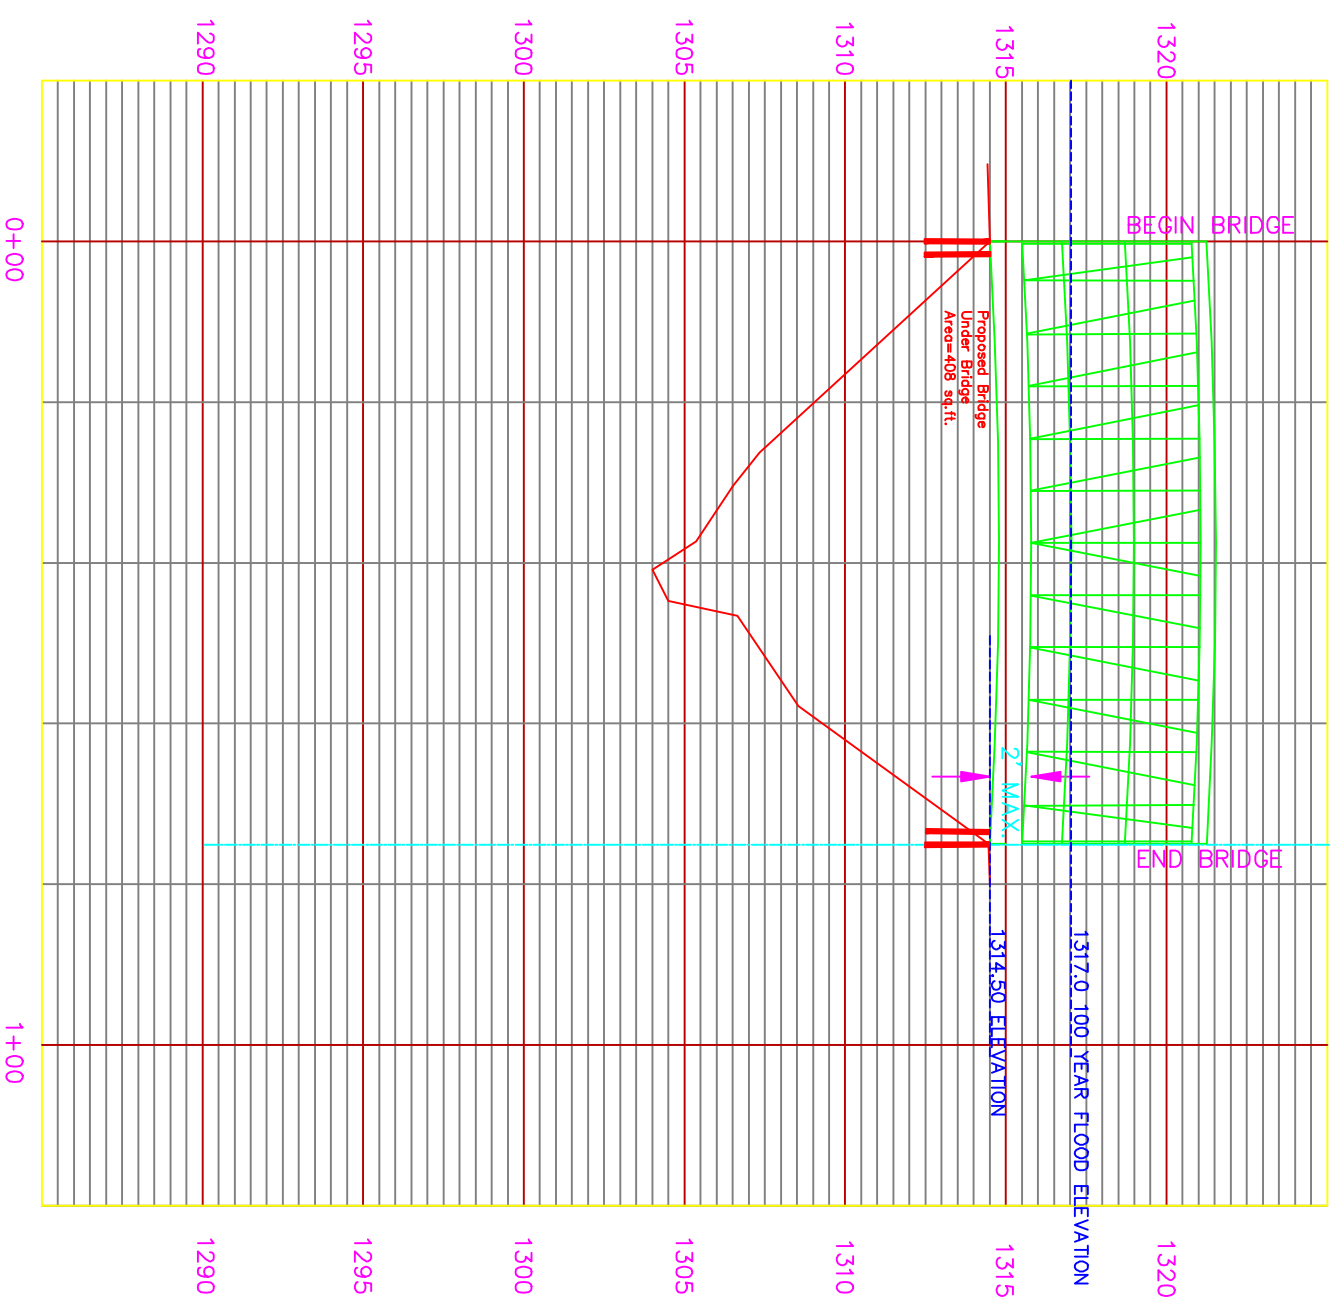 1290
1295
1300
1305
1310
1315
1320
BEGIN BRIDGE
0+00
Proposed Bridge
Under Bridge
Area=408 sq.ft.
2' MAX.
END BRIDGE
1314.50 ELEVATION
1317.0 100 YEAR FLOOD ELEVATION
1+00
1290
1295
1300
1305
1310
1315
1320